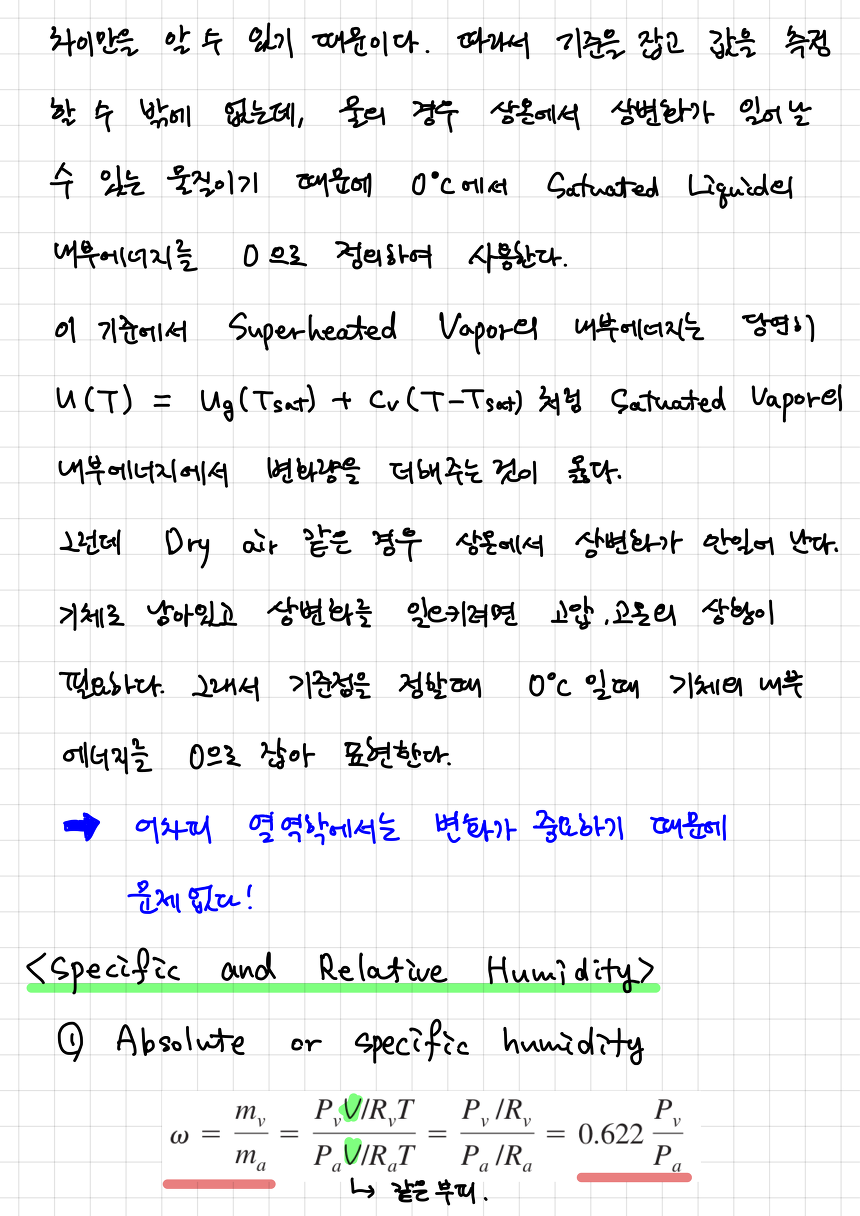 차이만을 알 수 있기 때문이다. 따라서 기준을 잡고 값을 측정
할 수 밖에 없는데, 물의 경우 상온에서 상변화가 일어날
수 있는 물질이기 때문에 0°C에서 Satuated Liquid의
내부에너지를 0으로 정의하여 사용한다.
이 기준에서 Superheated Vapor의 내부에너지는 당연히
u(T) = ug(Tsat) + Cv(T-Tsat) 처럼 Satuated Vapor의
내부에너지에서 변화량을 더해주는 것이 옳다.
그런데 Dry air 같은 경우 상온에서 상변화가 안일어 난다.
기체로 남아있고 상변화를 일으키려면 고압, 고온의 상황이
필요하다. 그래서 기준점을 정할때 0°C 일때 기체의 내부
에너지를 0으로 잡아 표현한다.
➡ 어차피 열역학에서는 변화가 중요하기 때문에
문제없다!
<Specific and Relative Humidity>
① Absolute or specific humidity
ω = m_v/m_a = (P_v V/R_v T)/(P_a V/R_a T) = (P_v/R_v)/(P_a/R_a) = 0.622 P_v/P_a
↳ 같은 부피.